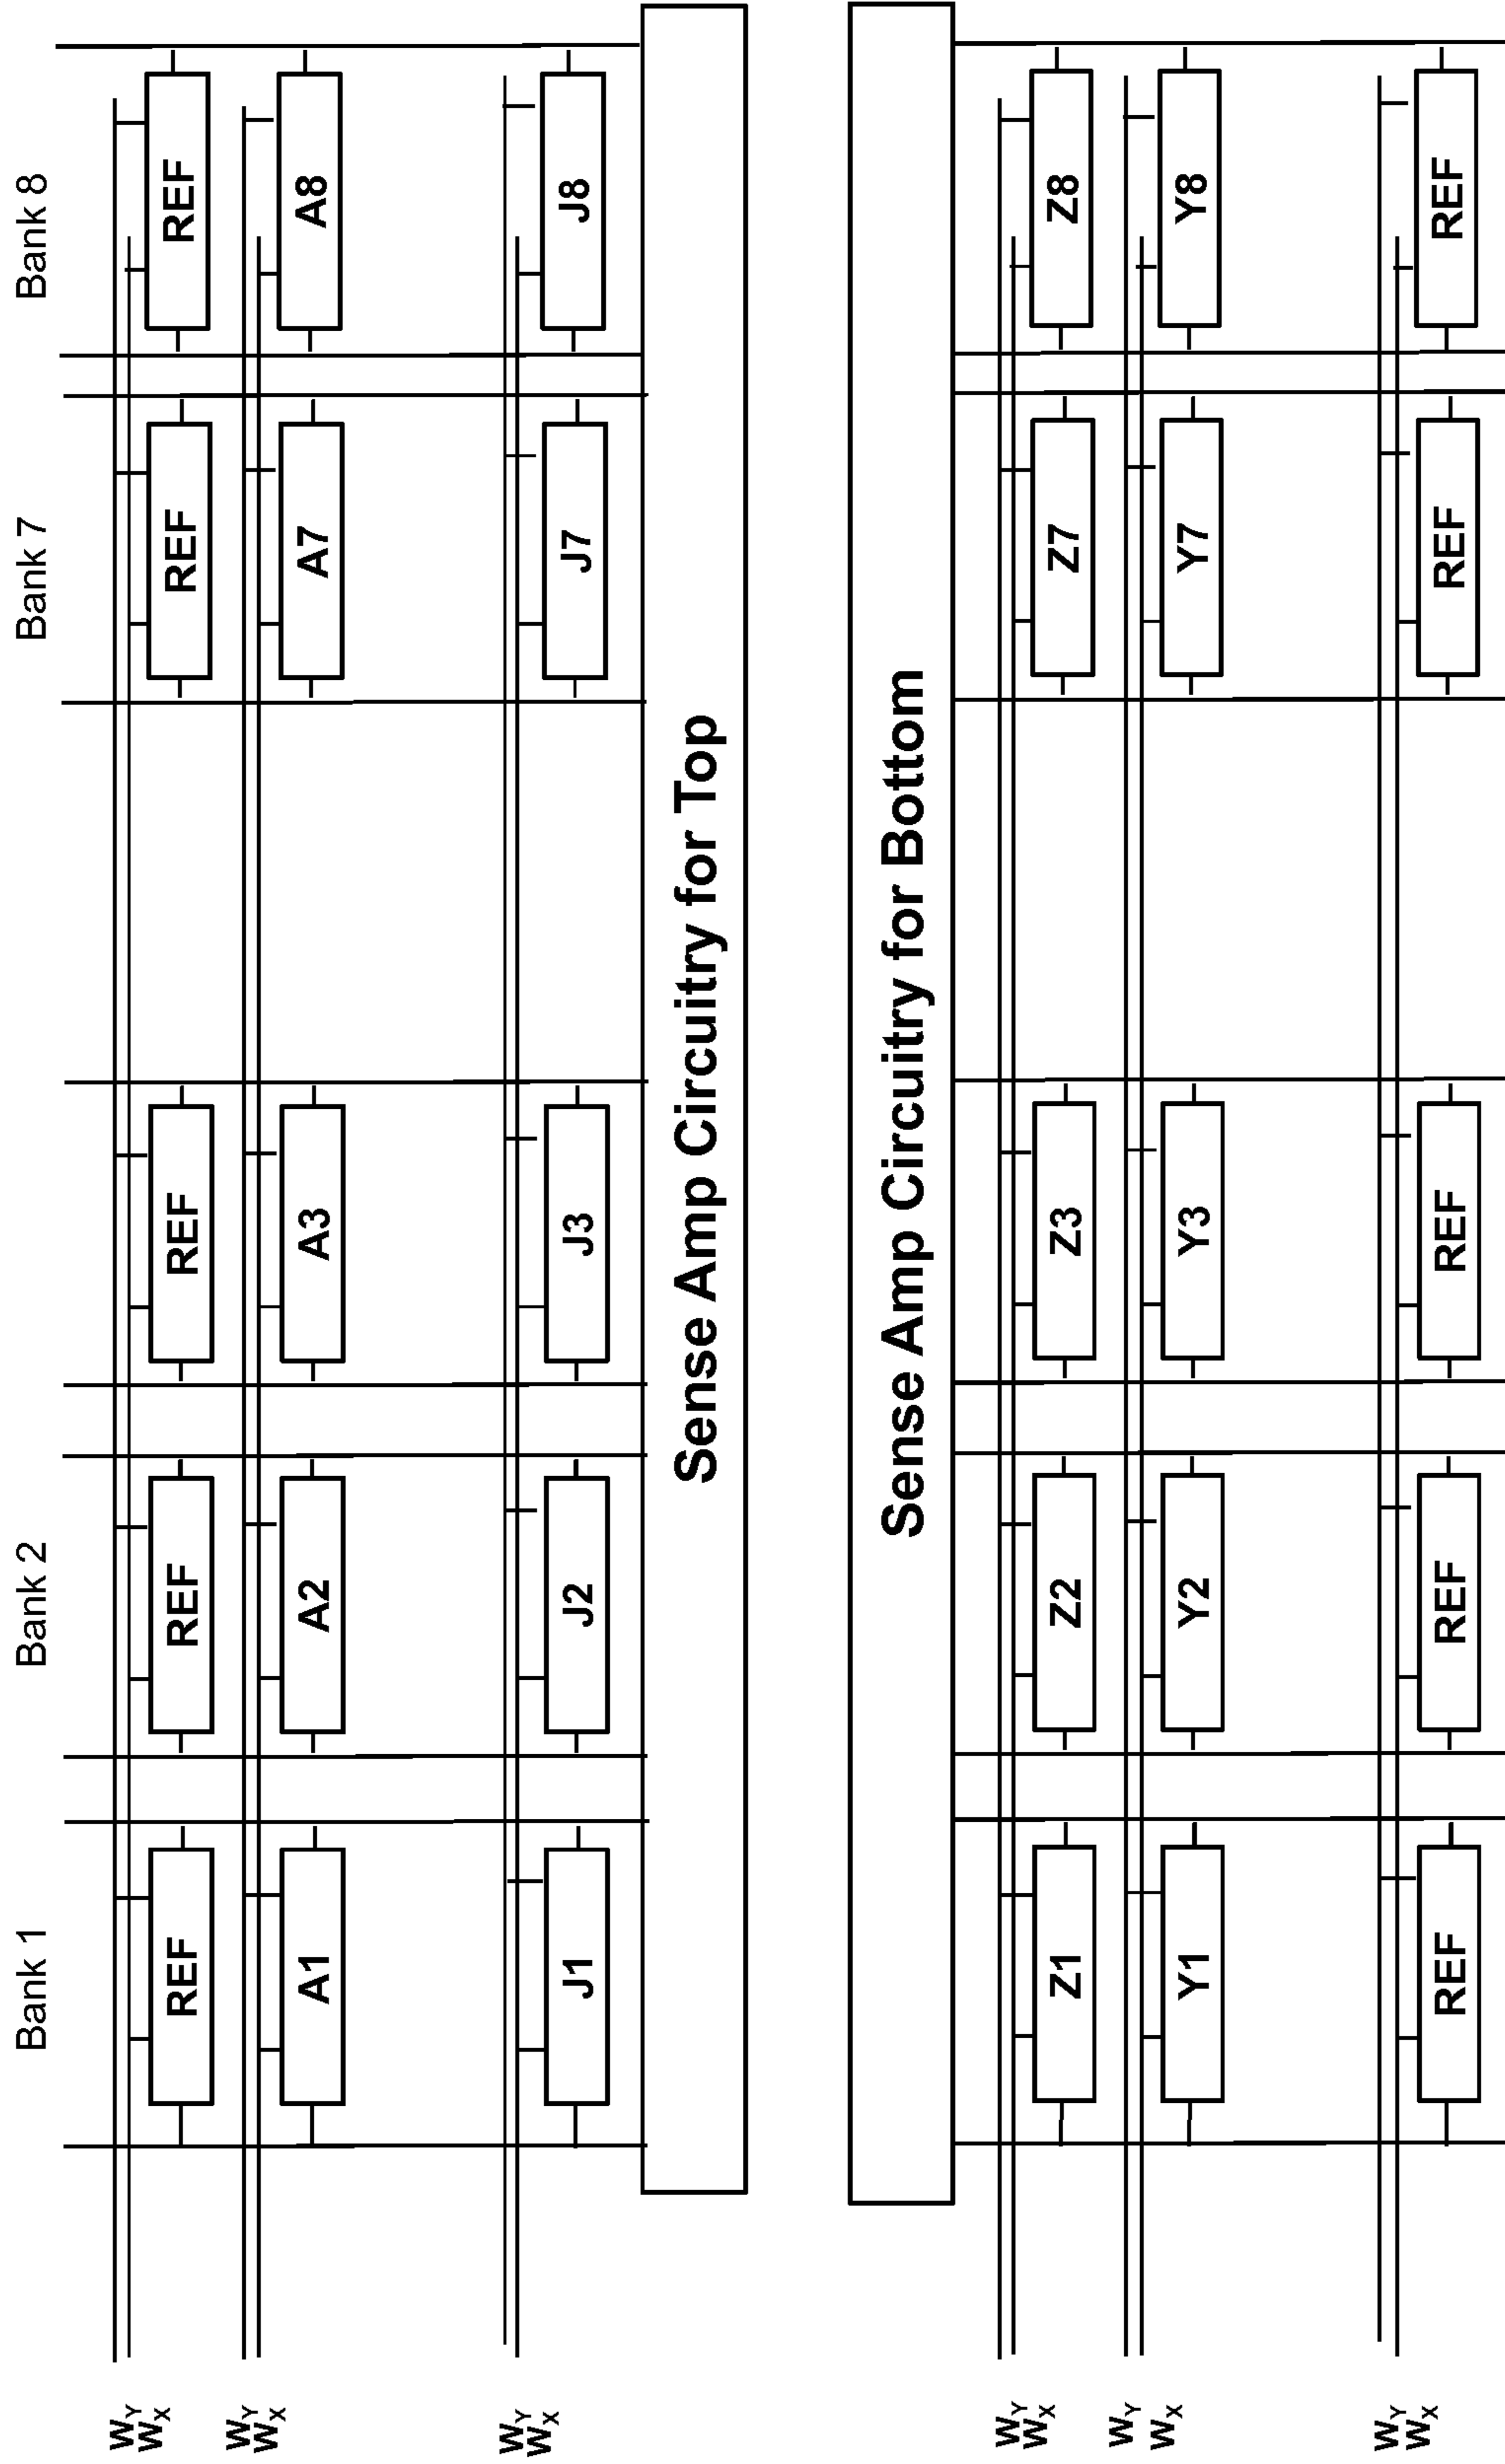 Bank 1 Bank 2 Bank 7 Bank 8
WY
WX
REF REF REF REF REF
WY
WX
A1 A2 A3 A7 A8
WY
WX
J1 J2 J3 J7 J8
Sense Amp Circuitry for Top
Sense Amp Circuitry for Bottom
WY
WX
Z1 Z2 Z3 Z7 Z8
WY
WX
Y1 Y2 Y3 Y7 Y8
WY
WX
REF REF REF REF REF